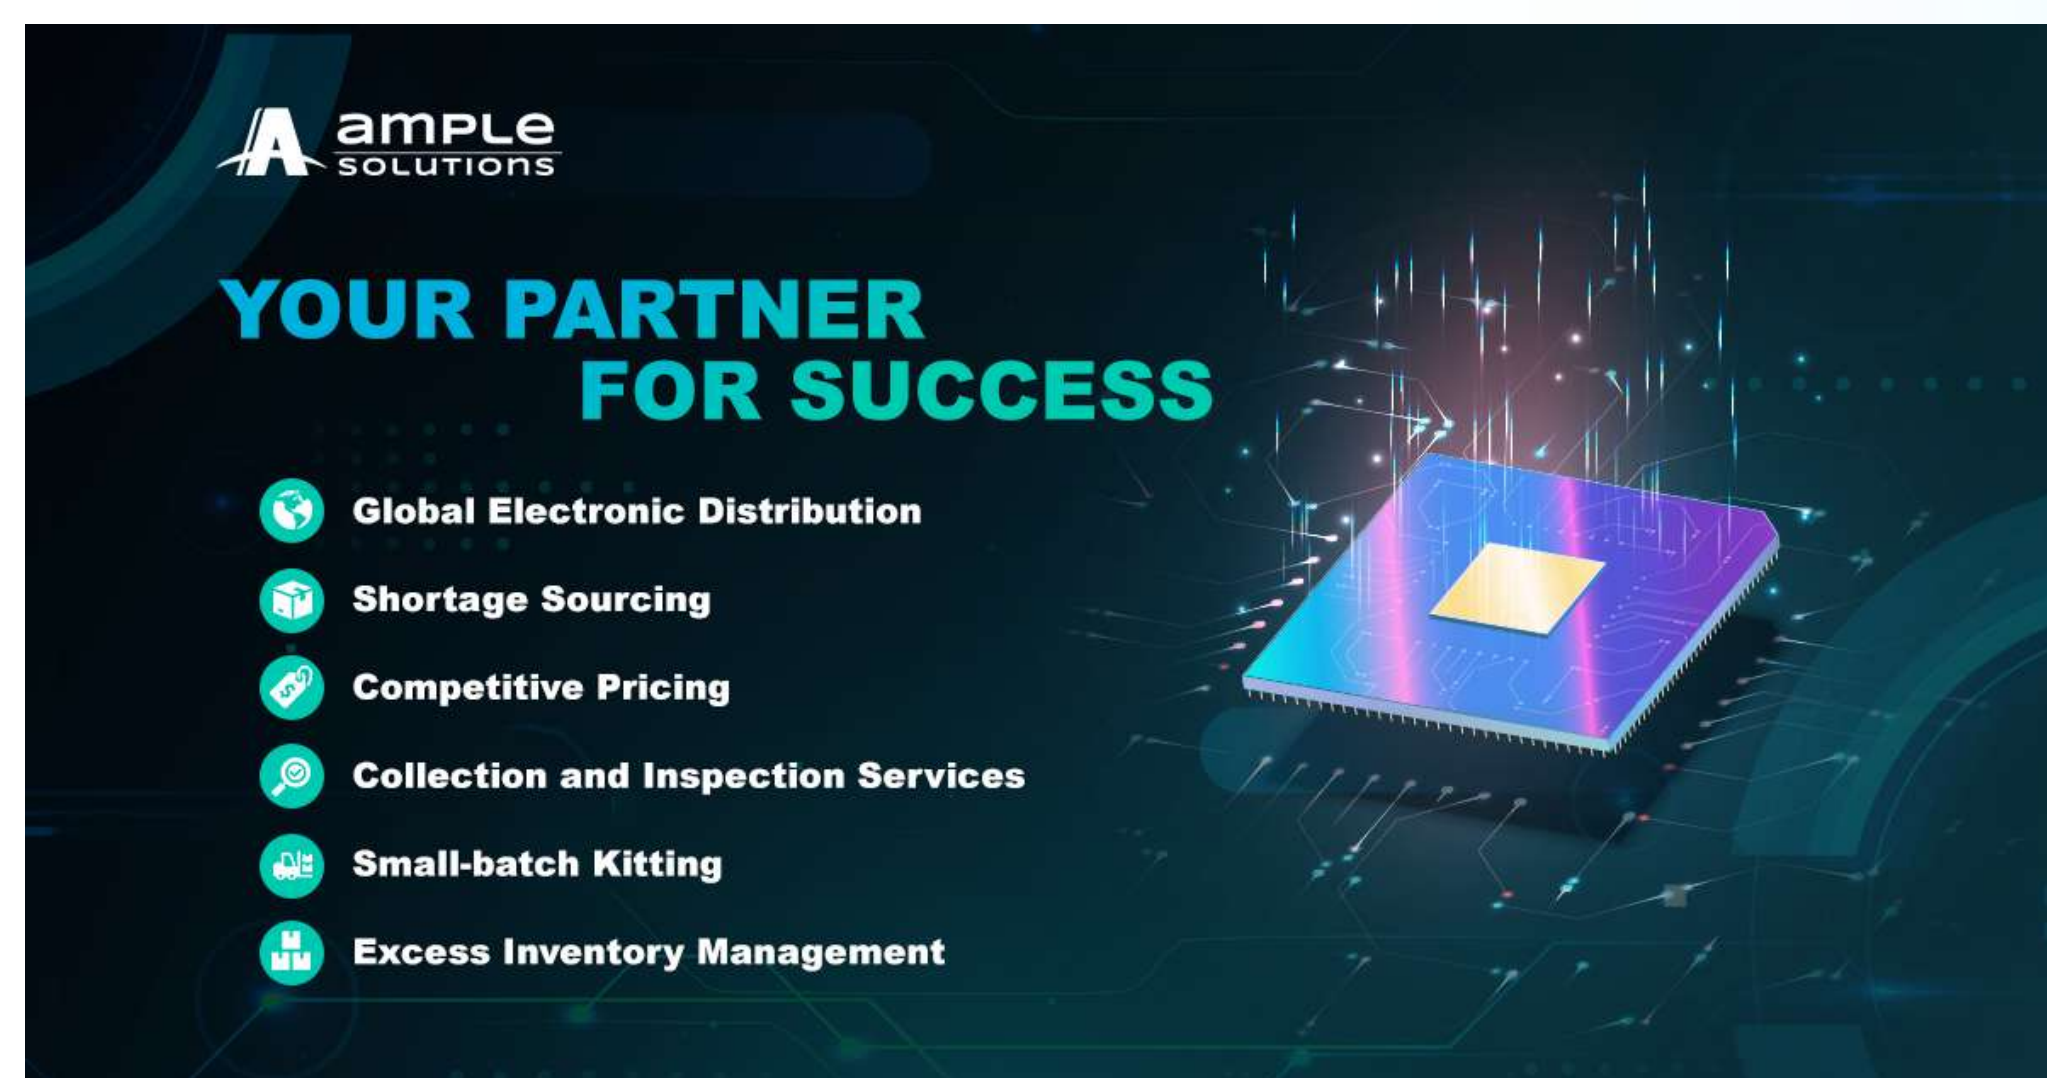 AMPLE
SOLUTIONS
YOUR PARTNER
FOR SUCCESS
Global Electronic Distribution
Shortage Sourcing
Competitive Pricing
Collection and Inspection Services
Small-batch Kitting
Excess Inventory Management